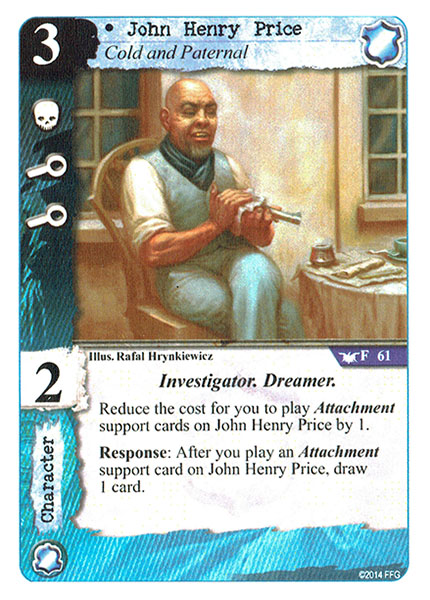 3
• John Henry Price
Cold and Paternal
Illus. Rafal Hrynkiewicz
F 61
2
Investigator. Dreamer.
Reduce the cost for you to play Attachment
support cards on John Henry Price by 1.
Response: After you play an Attachment
support card on John Henry Price, draw
1 card.
Character
©2014 FFG